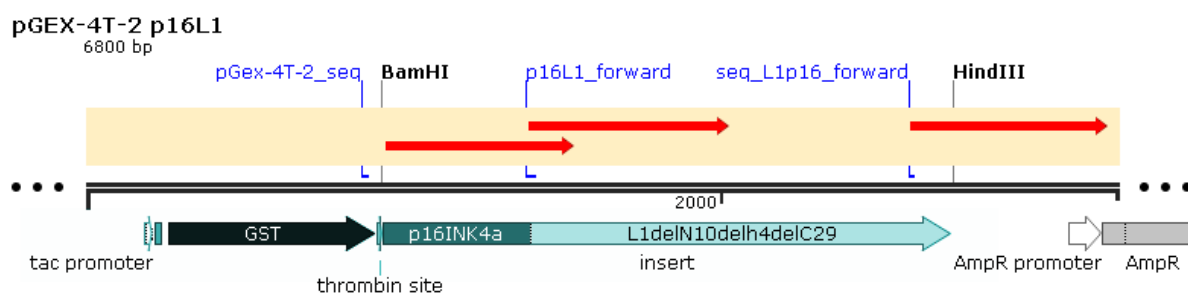 pGEX-4T-2 p16L1
6800 bp
pGex-4T-2_seq BamHI p16L1_forward seq_L1p16_forward HindIII
2000
GST p16INK4a L1delN10delh4delC29
tac promoter insert AmpR promoter AmpR
thrombin site